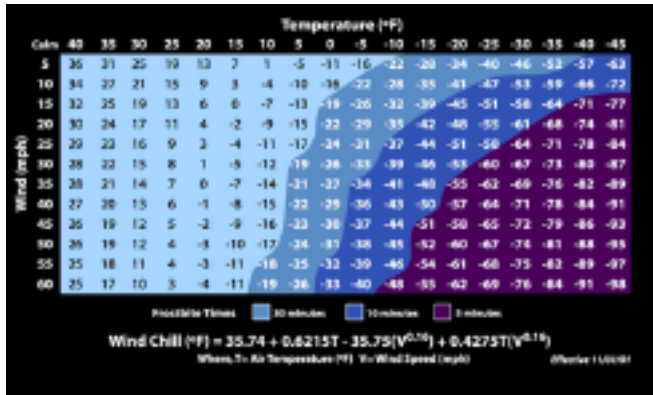 Temperature (°F)
Calm 40 35 30 25 20 15 10 5 0 -5 -10 -15 -20 -25 -30 -35 -40 -45
Wind (mph)
5 36 31 25 19 13 7 1 -5 -11 -16 -22 -28 -34 -40 -46 -52 -57 -63
10 34 27 21 15 9 3 -4 -10 -16 -22 -28 -35 -41 -47 -53 -59 -66 -72
15 32 25 19 13 6 0 -7 -13 -19 -26 -32 -39 -45 -51 -58 -64 -71 -77
20 30 24 17 11 4 -2 -9 -15 -22 -29 -35 -42 -48 -55 -61 -68 -74 -81
25 29 23 16 9 3 -4 -11 -17 -24 -31 -37 -44 -51 -58 -64 -71 -78 -84
30 28 22 15 8 1 -5 -12 -19 -26 -33 -39 -46 -53 -60 -67 -73 -80 -87
35 28 21 14 7 0 -7 -14 -21 -27 -34 -41 -48 -55 -62 -69 -76 -82 -89
40 27 20 13 6 -1 -8 -15 -22 -29 -36 -43 -50 -57 -64 -71 -78 -84 -91
45 26 19 12 5 -2 -9 -16 -23 -30 -37 -44 -51 -58 -65 -72 -79 -86 -93
50 26 19 12 4 -3 -10 -17 -24 -31 -38 -45 -52 -60 -67 -74 -81 -88 -95
55 25 18 11 4 -3 -11 -18 -25 -32 -39 -46 -54 -61 -68 -75 -82 -89 -97
60 25 17 10 3 -4 -11 -19 -26 -33 -40 -48 -55 -62 -69 -76 -84 -91 -98
Frostbite Times 30 minutes 10 minutes 5 minutes
Wind Chill (°F) = 35.74 + 0.6215T - 35.75(V^0.16) + 0.4275T(V^0.16)
Where, T= Air Temperature (°F) V= Wind Speed (mph)
Effective